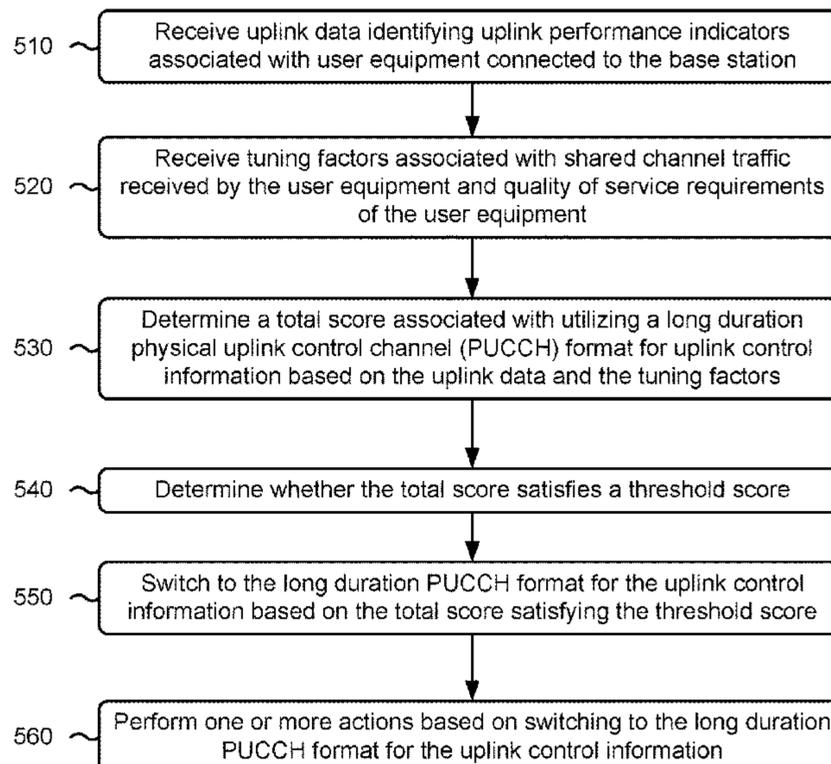 510
Receive uplink data identifying uplink performance indicators
associated with user equipment connected to the base station
520
Receive tuning factors associated with shared channel traffic
received by the user equipment and quality of service requirements
of the user equipment
530
Determine a total score associated with utilizing a long duration
physical uplink control channel (PUCCH) format for uplink control
information based on the uplink data and the tuning factors
540
Determine whether the total score satisfies a threshold score
550
Switch to the long duration PUCCH format for the uplink control
information based on the total score satisfying the threshold score
560
Perform one or more actions based on switching to the long duration
PUCCH format for the uplink control information